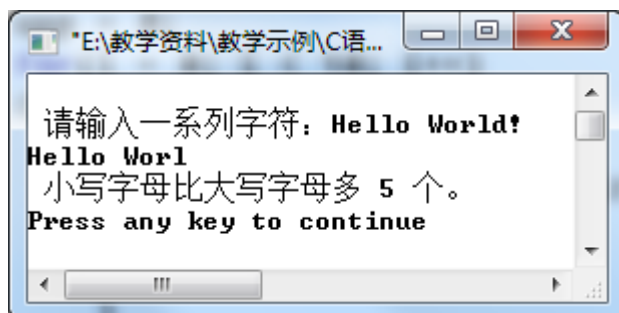 "E:\教学资料\教学示例\C语...
请输入一系列字符：Hello World!
Hello Worl
小写字母比大写字母多 5 个。
Press any key to continue